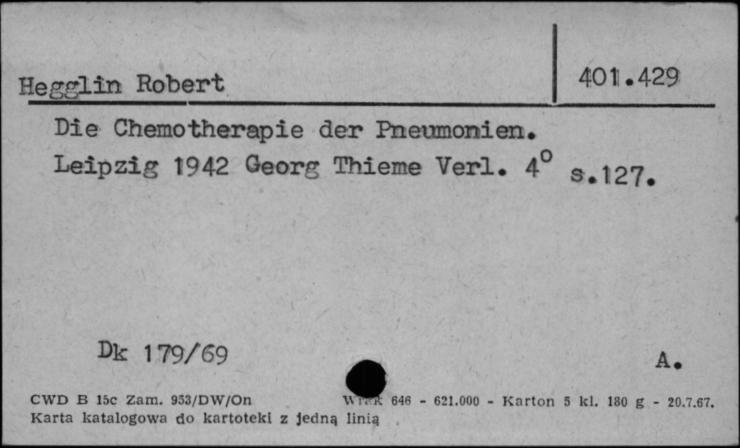 Hegglin Robert 401.429
Die Chemotherapie der Pneumonien.
Leipzig 1942 Georg Thieme Verl. 4° s.127.
Dk 179/69 A.
CWD B 15c Zam. 953/DW/On 646 - 621.000 - Karton 5 kl. 180 g - 20.7.67.
Karta katalogowa do kartoteki z jedną linią